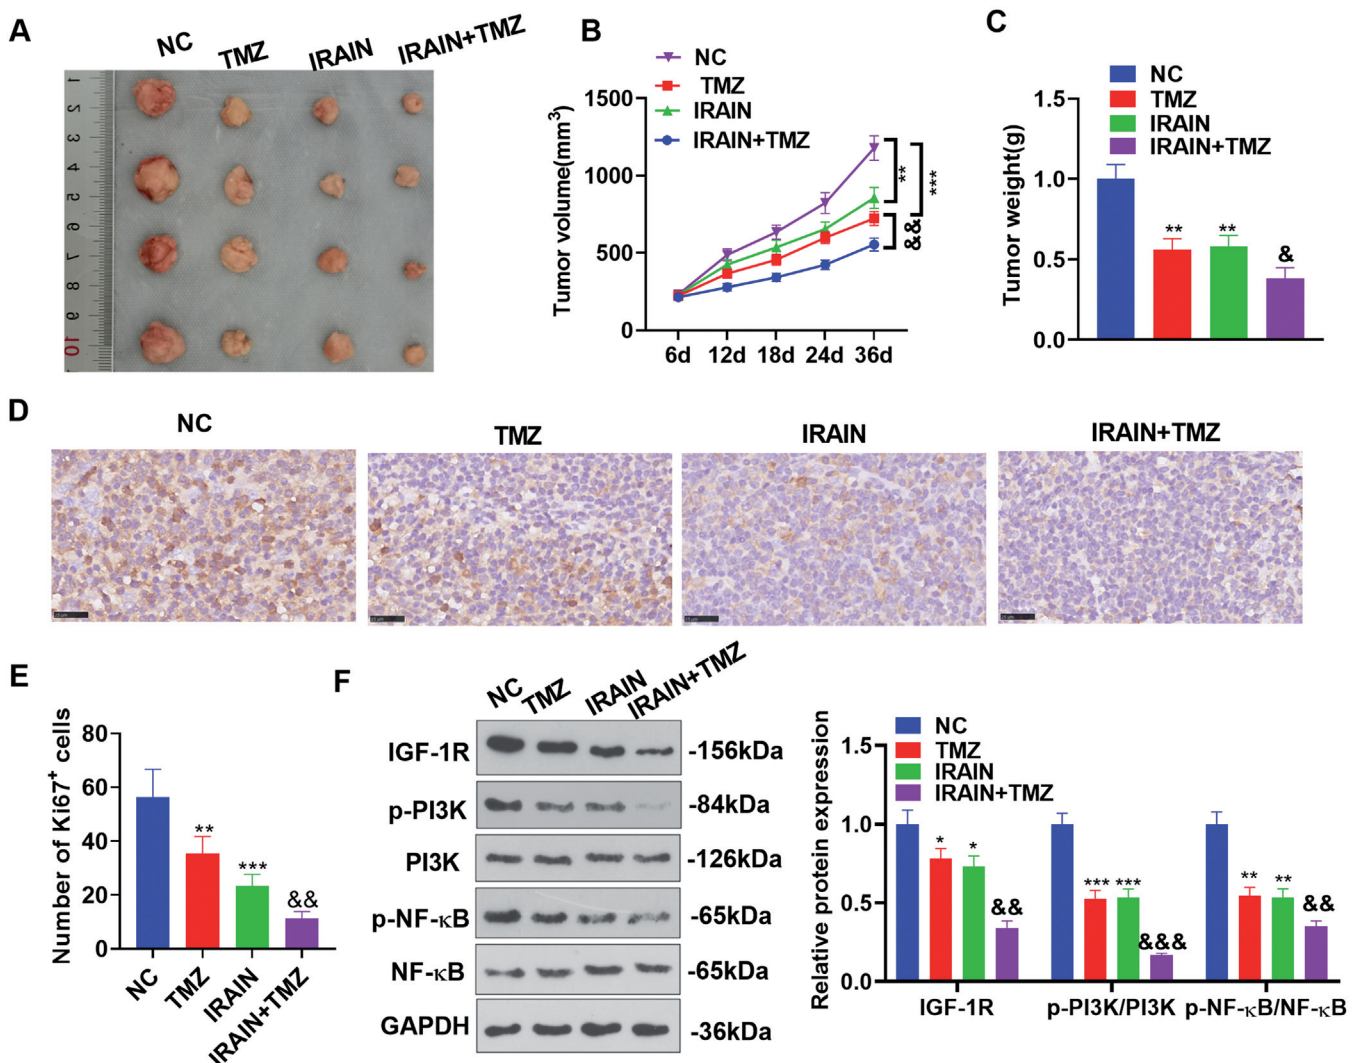 A
NC
TMZ
IRAIN
IRAIN+TMZ
1
2
3
4
5
6
7
8
9
10
B
NC
TMZ
IRAIN
IRAIN+TMZ
Tumor volume(mm³)
1500
1000
500
0
6d 12d 18d 24d 36d
**
***
&&
C
NC
TMZ
IRAIN
IRAIN+TMZ
Tumor weight(g)
1.5
1.0
0.5
0.0
** ** &
D
NC
TMZ
IRAIN
IRAIN+TMZ
E
Number of Ki67⁺ cells
80
60
40
20
0
**
***
&&
NC
TMZ
IRAIN
IRAIN+TMZ
F
NC
TMZ
IRAIN
IRAIN+TMZ
IGF-1R -156kDa
p-PI3K -84kDa
PI3K -126kDa
p-NF-κB -65kDa
NF-κB -65kDa
GAPDH -36kDa
NC
TMZ
IRAIN
IRAIN+TMZ
Relative protein expression
1.5
1.0
0.5
0.0
* * &&
*** *** &&&
** ** &&
IGF-1R p-PI3K/PI3K p-NF-κB/NF-κB